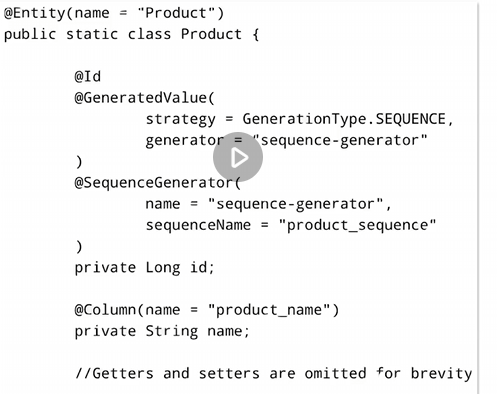 @Entity(name = "Product")
public static class Product {
@Id
@GeneratedValue(
strategy = GenerationType.SEQUENCE,
generator = "sequence-generator"
)
@SequenceGenerator(
name = "sequence-generator",
sequenceName = "product_sequence"
)
private Long id;
@Column(name = "product_name")
private String name;
//Getters and setters are omitted for brevity